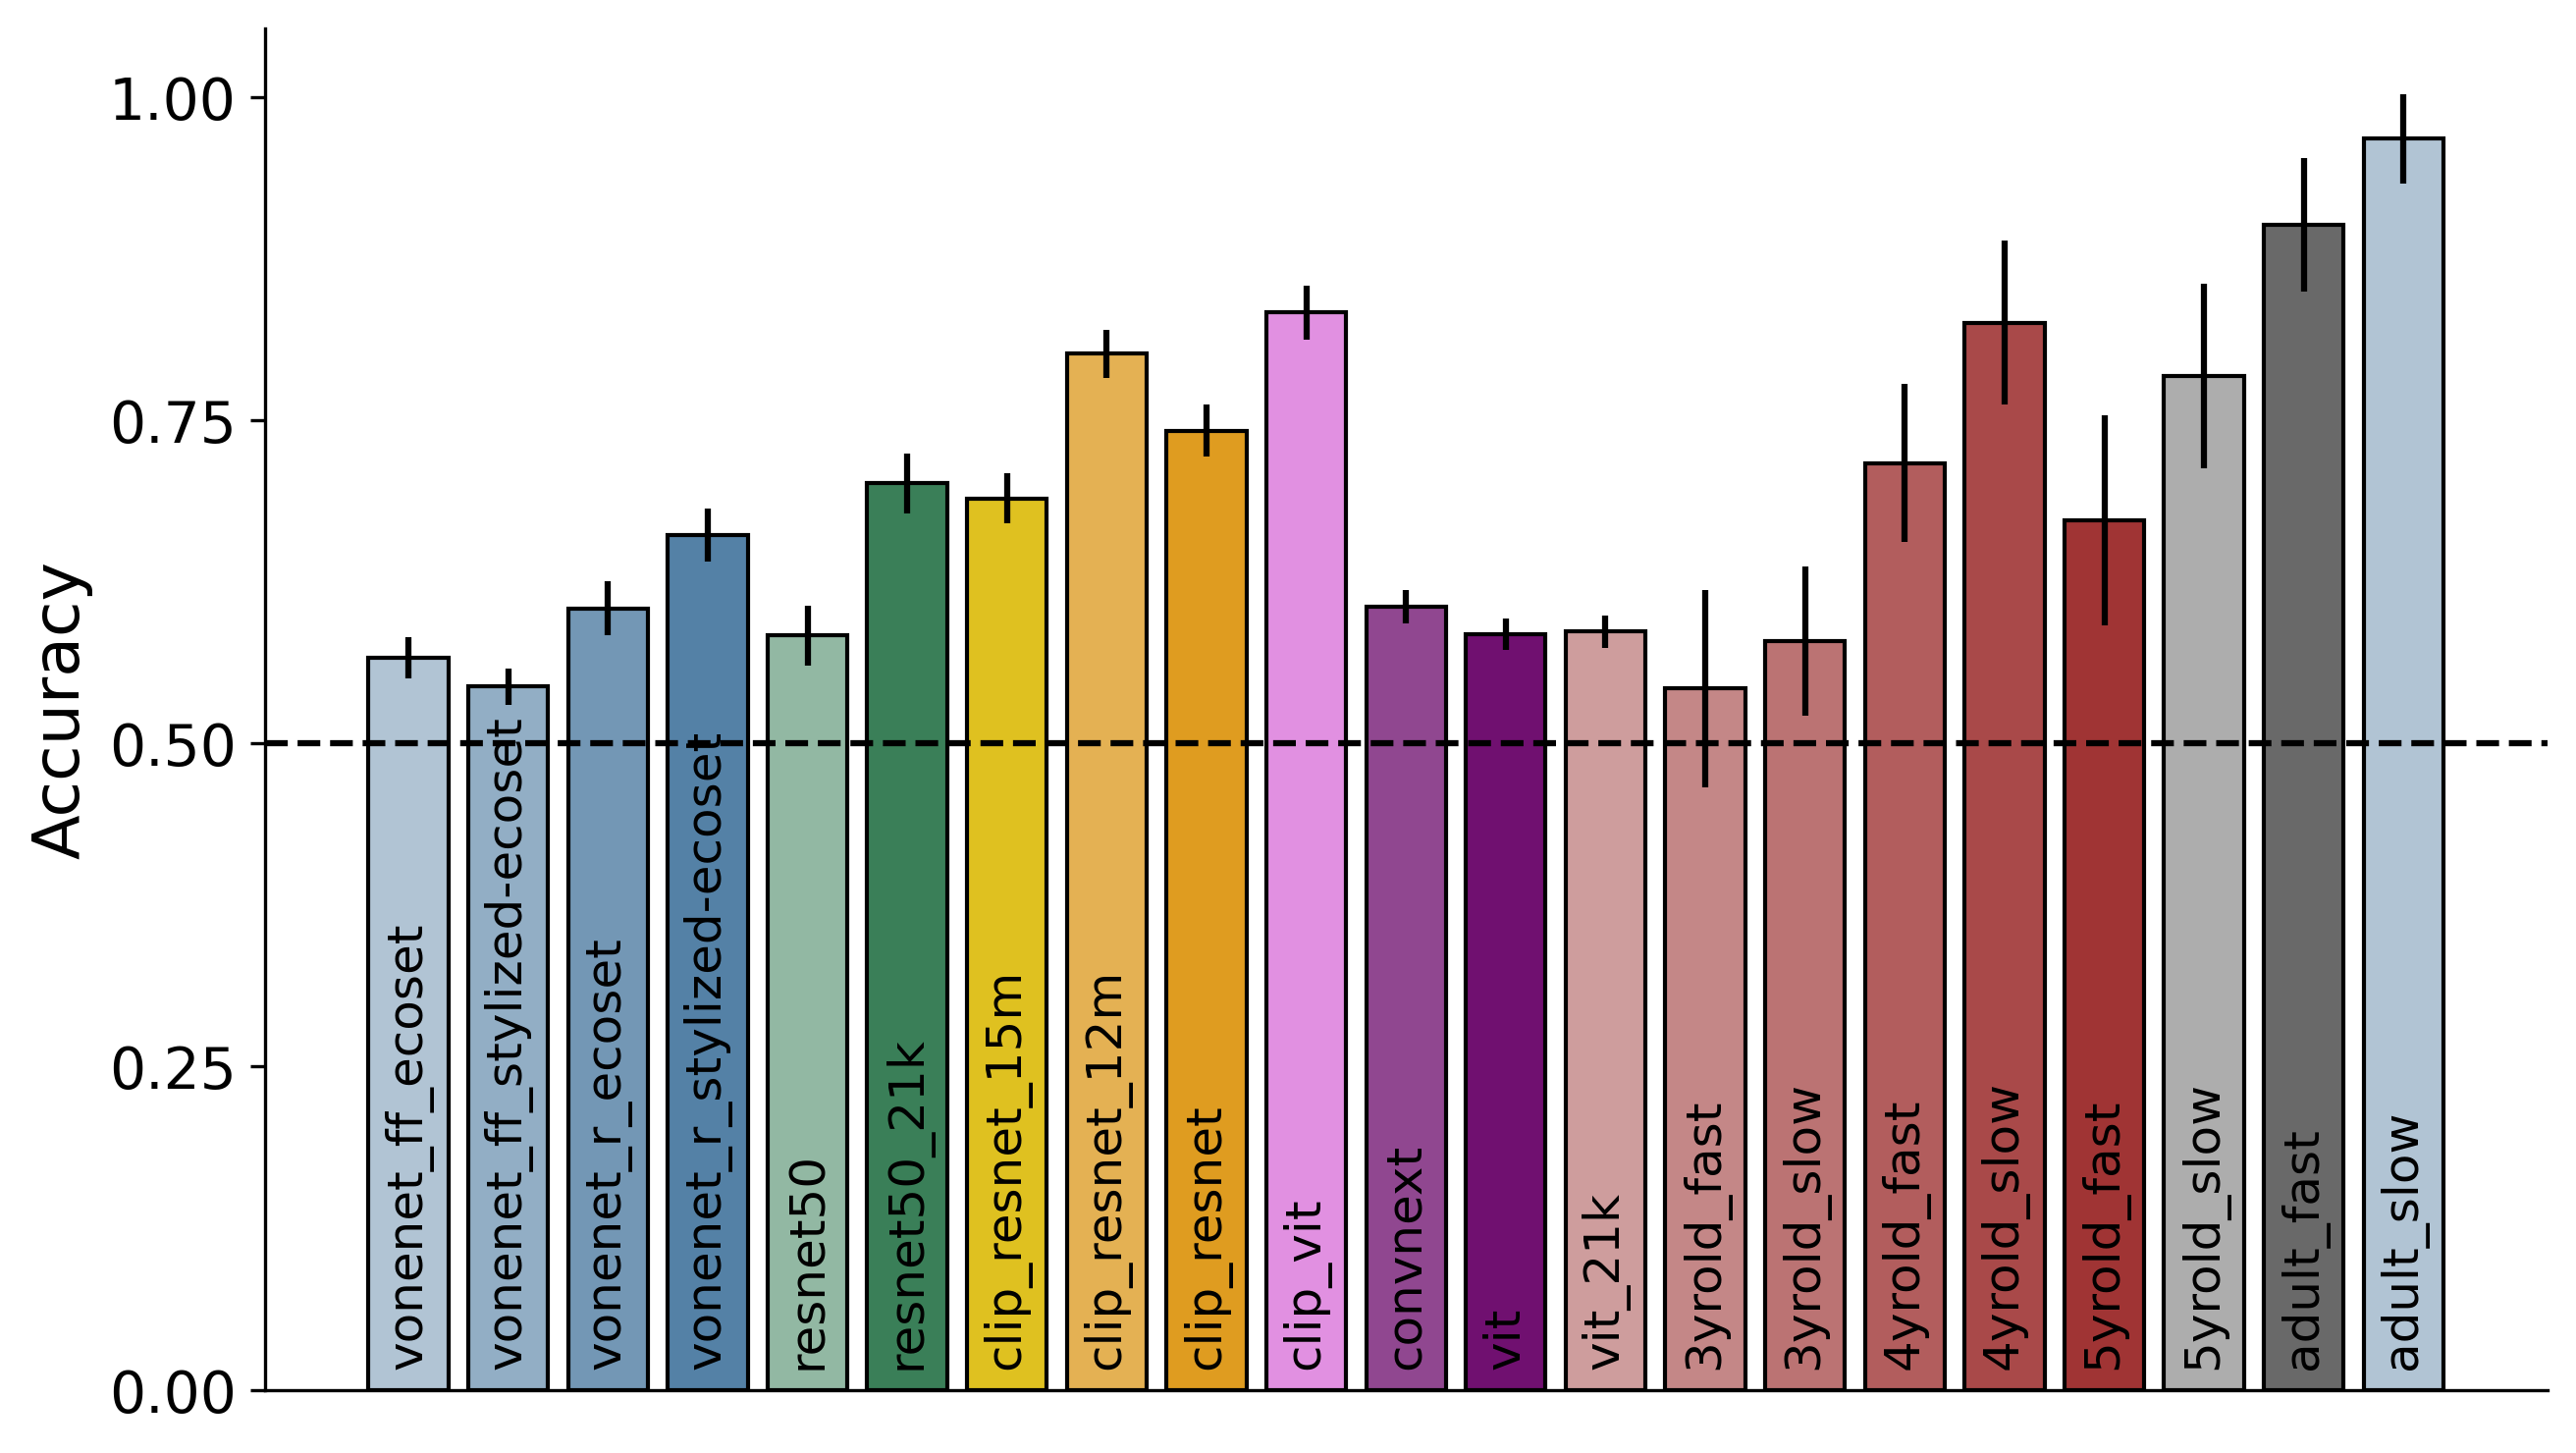 Accuracy
1.00
0.75
0.50
0.25
0.00
vonenet_ff_ecoset
vonenet_ff_stylized-ecoset
vonenet_r_ecoset
vonenet_r_stylized-ecoset
resnet50
resnet50_21k
clip_resnet_15m
clip_resnet_12m
clip_resnet
clip_vit
convnext
vit
vit_21k
3yrold_fast
3yrold_slow
4yrold_fast
4yrold_slow
5yrold_fast
5yrold_slow
adult_fast
adult_slow